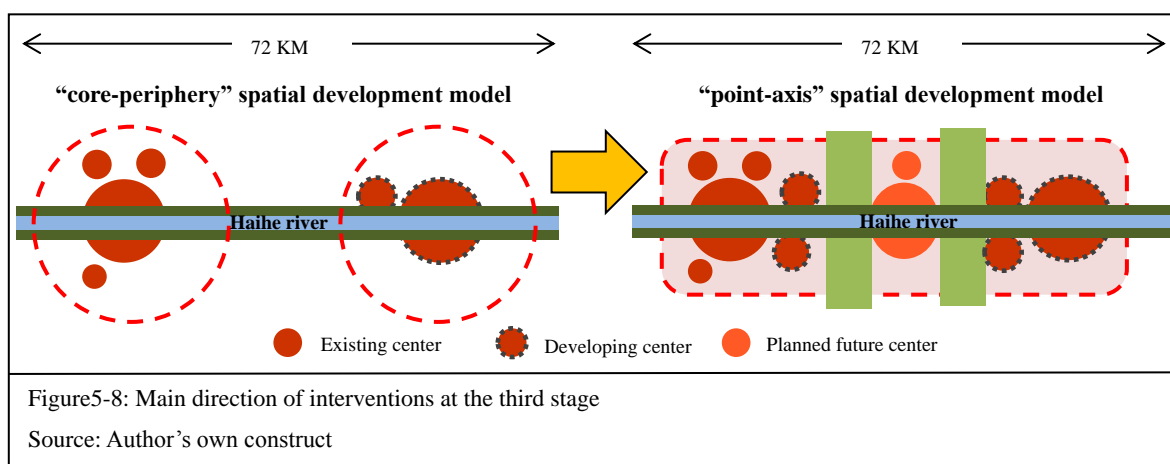 72 KM
“core-periphery” spatial development model
Haihe river
72 KM
“point-axis” spatial development model
Haihe river
Existing center
Developing center
Planned future center
Figure5-8: Main direction of interventions at the third stage
Source: Author’s own construct